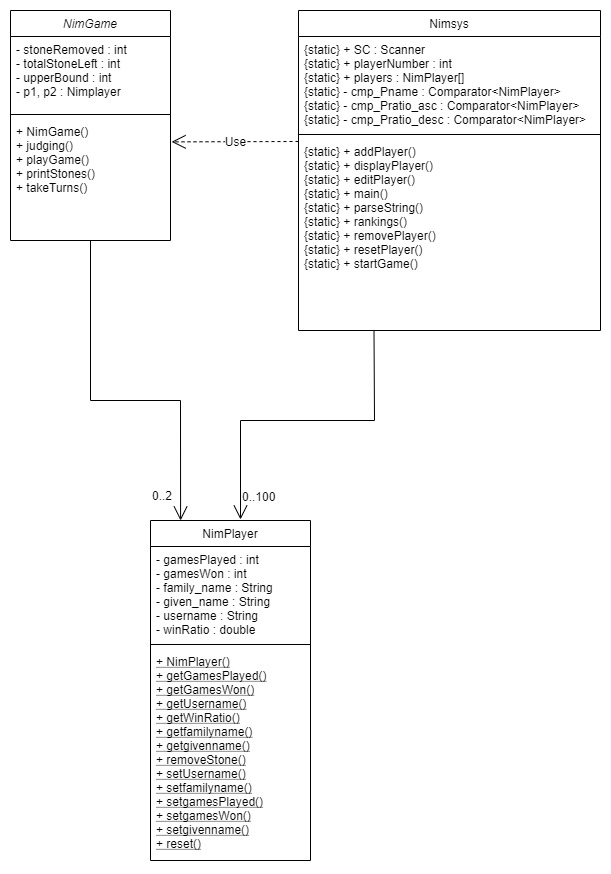 NimGame
- stoneRemoved : int
- totalStoneLeft : int
- upperBound : int
- p1, p2 : Nimplayer
+ NimGame()
+ judging()
+ playGame()
+ printStones()
+ takeTurns()
Use
Nimsys
{static} + SC : Scanner
{static} + playerNumber : int
{static} + players : NimPlayer[]
{static} - cmp_Pname : Comparator<NimPlayer>
{static} - cmp_Pratio_asc : Comparator<NimPlayer>
{static} - cmp_Pratio_desc : Comparator<NimPlayer>
{static} + addPlayer()
{static} + displayPlayer()
{static} + editPlayer()
{static} + main()
{static} + parseString()
{static} + rankings()
{static} + removePlayer()
{static} + resetPlayer()
{static} + startGame()
0..2
0..100
NimPlayer
- gamesPlayed : int
- gamesWon : int
- family_name : String
- given_name : String
- username : String
- winRatio : double
+ NimPlayer()
+ getGamesPlayed()
+ getGamesWon()
+ getUsername()
+ getWinRatio()
+ getfamilyname()
+ getgivenname()
+ removeStone()
+ setUsername()
+ setfamilyname()
+ setgamesPlayed()
+ setgamesWon()
+ setgivenname()
+ reset()